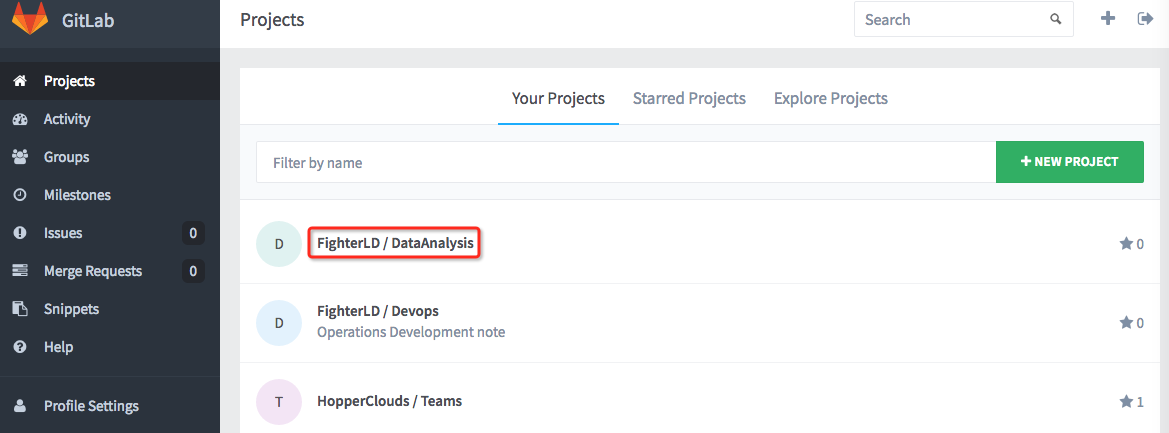 GitLab
Projects
Search
Projects
Activity
Groups
Milestones
Issues 0
Merge Requests 0
Snippets
Help
Profile Settings
Your Projects Starred Projects Explore Projects
Filter by name
NEW PROJECT
D FighterLD / DataAnalysis 0
D FighterLD / Devops 0
Operations Development note
T HopperClouds / Teams 1